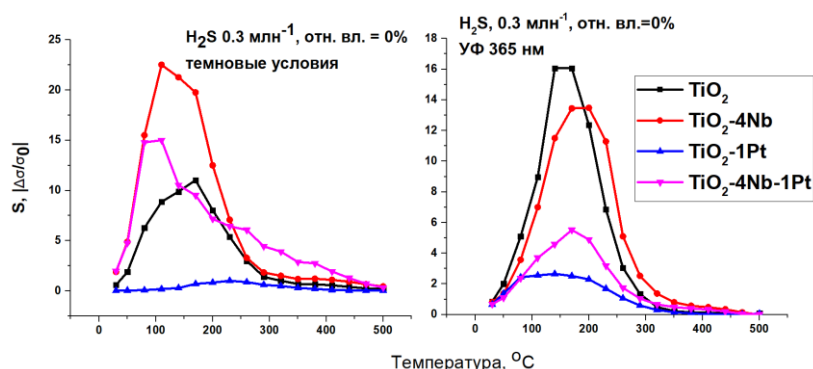 H₂S 0.3 млн⁻¹, отн. вл. = 0%
темновые условия
S, |Δσ/σ₀|
25
20
15
10
5
0
0 100 200 300 400 500
H₂S, 0.3 млн⁻¹, отн. вл.=0%
УФ 365 нм
18
16
14
12
10
8
6
4
2
0
0 100 200 300 400 500
TiO₂
TiO₂-4Nb
TiO₂-1Pt
TiO₂-4Nb-1Pt
Температура, ⁰C